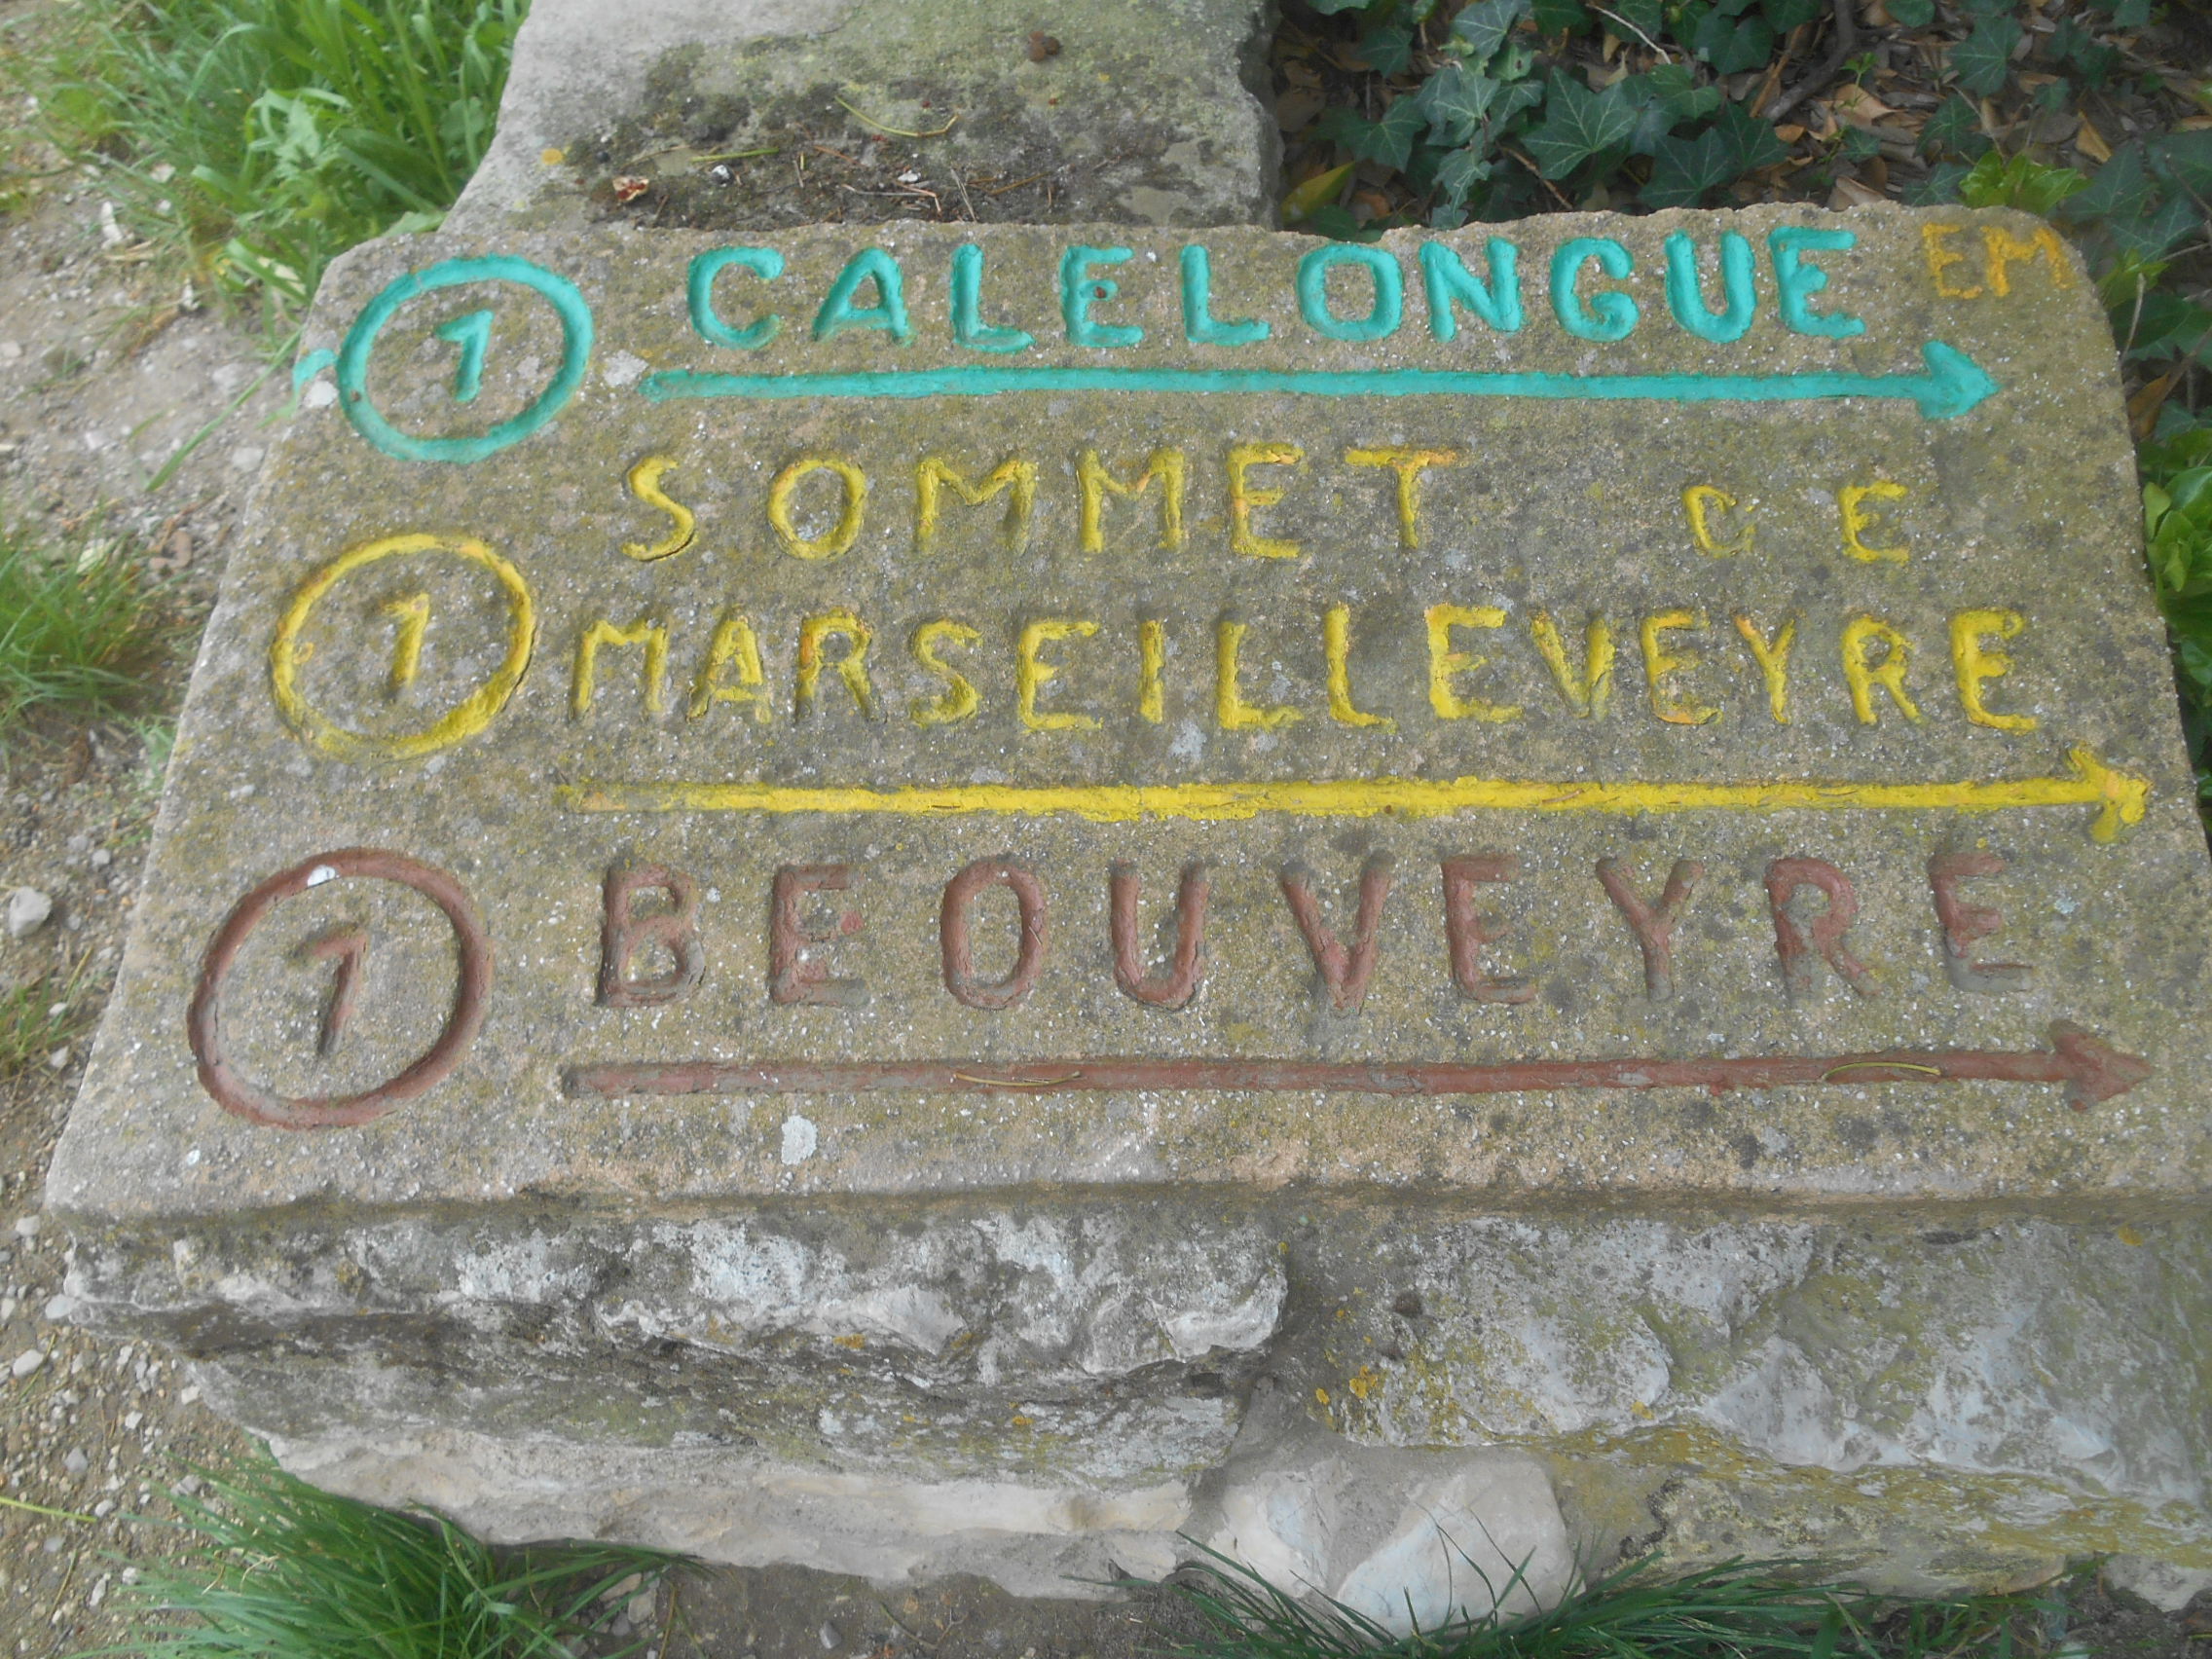 1 CALELONGUE EM
SOMMET DE
1 MARSEILLEVEYRE
1 BEOUVEYRE